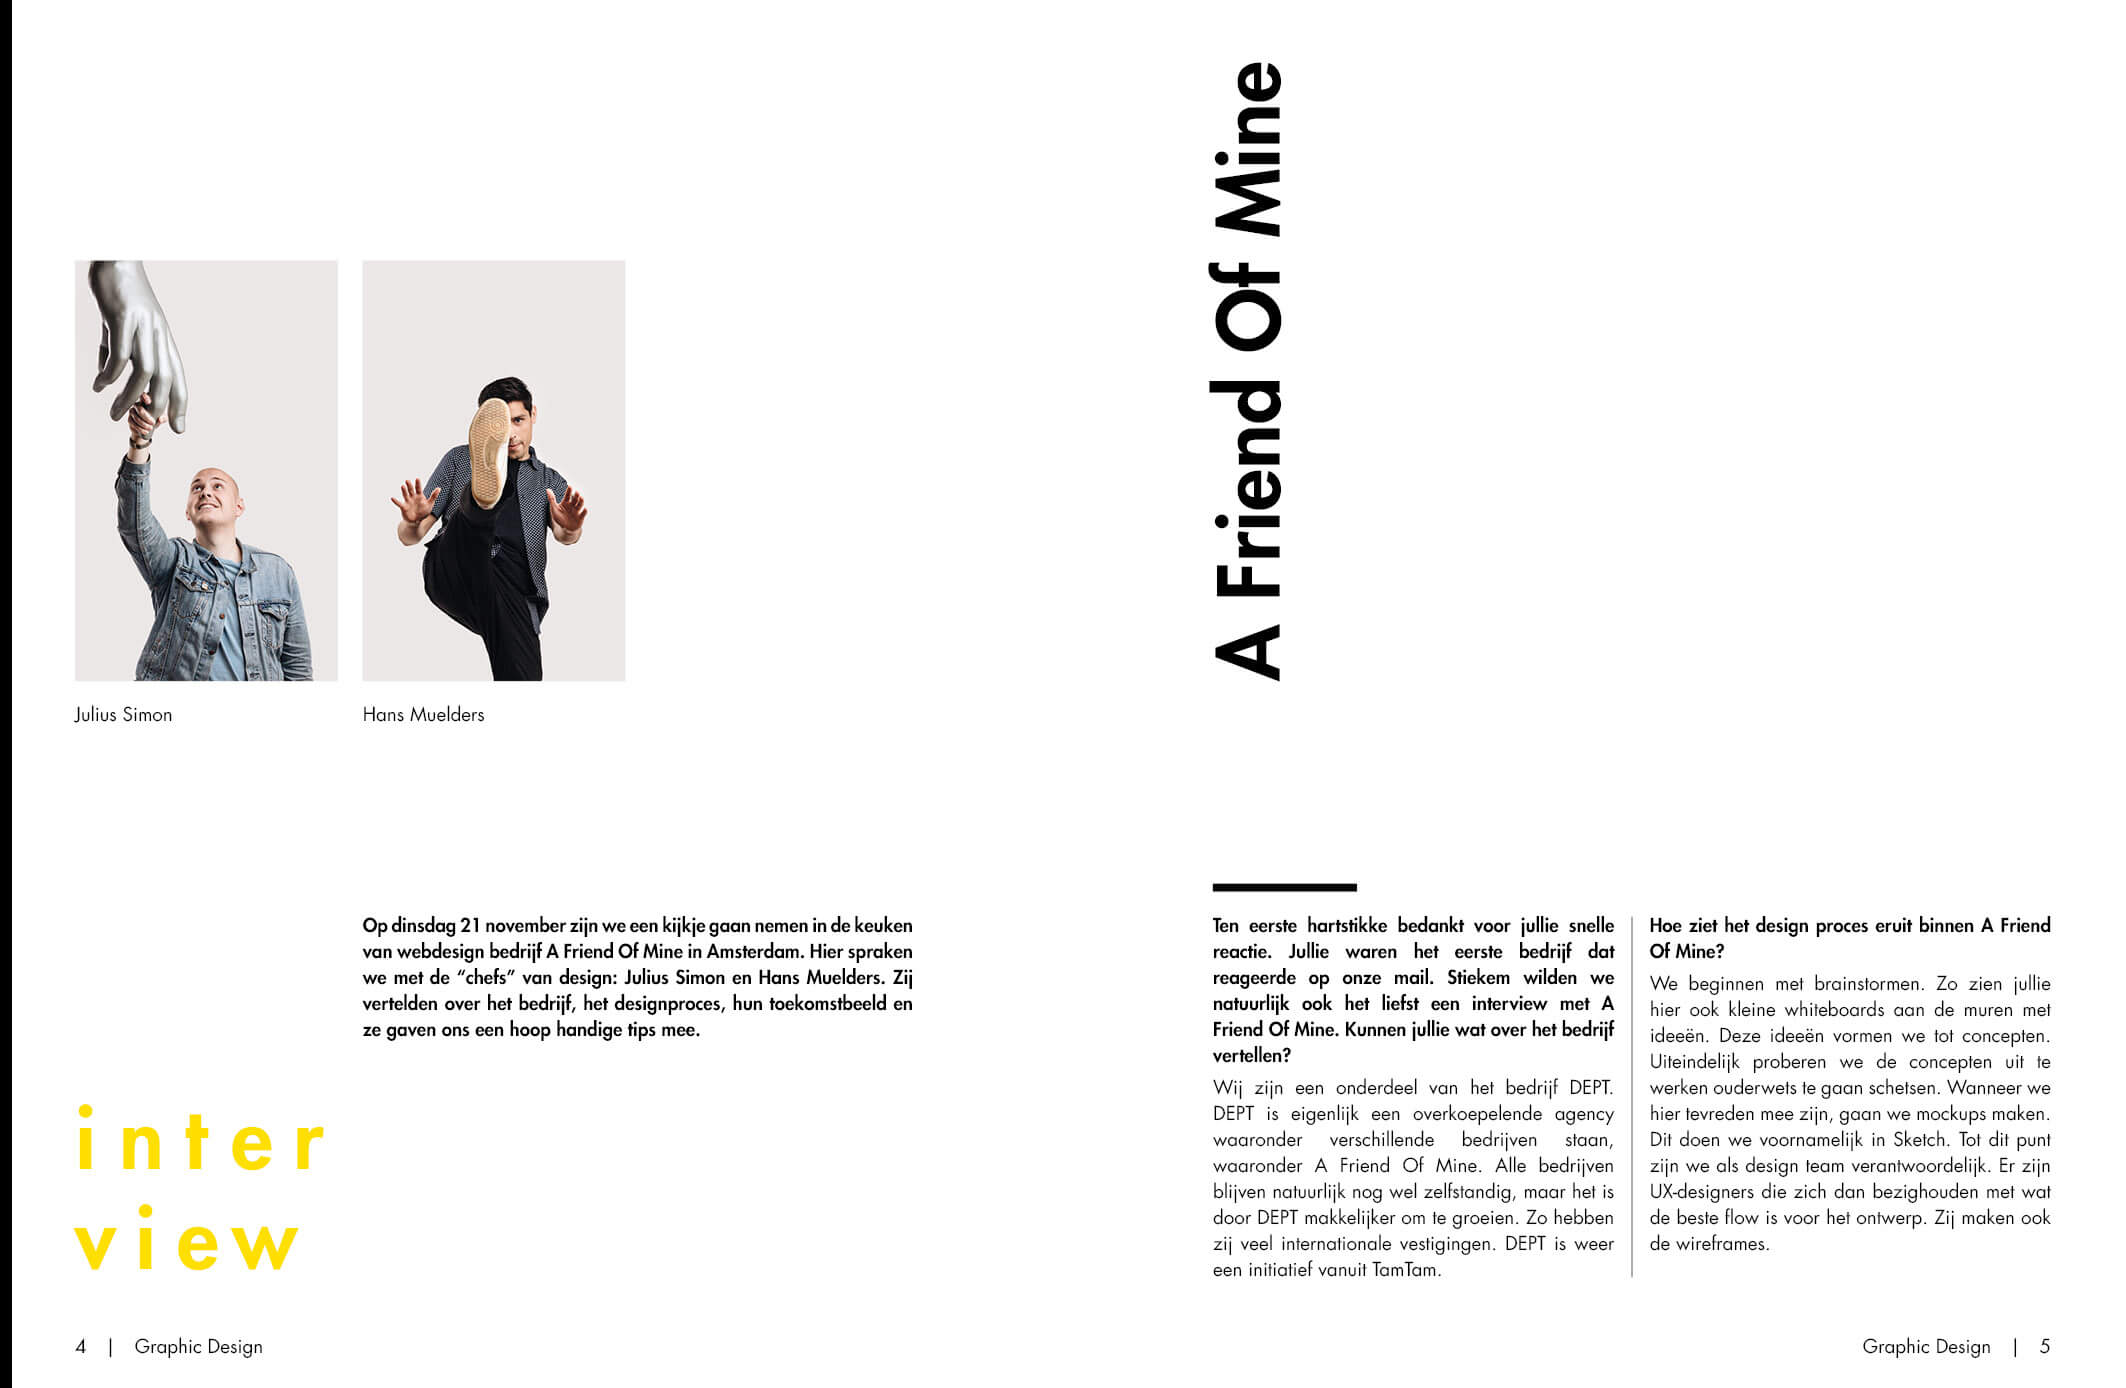 Julius Simon
Hans Muelders
Op dinsdag 21 november zijn we een kijkje gaan nemen in de keuken
van webdesign bedrijf A Friend Of Mine in Amsterdam. Hier spraken
we met de “chefs” van design: Julius Simon en Hans Muelders. Zij
vertelden over het bedrijf, het designproces, hun toekomstbeeld en
ze gaven ons een hoop handige tips mee.
inter
view
4 | Graphic Design
A Friend Of Mine
Ten eerste hartstikke bedankt voor jullie snelle
reactie. Jullie waren het eerste bedrijf dat
reageerde op onze mail. Stiekem wilden we
natuurlijk ook het liefst een interview met A
Friend Of Mine. Kunnen jullie wat over het bedrijf
vertellen?
Wij zijn een onderdeel van het bedrijf DEPT.
DEPT is eigenlijk een overkoepelende agency
waaronder verschillende bedrijven staan,
waaronder A Friend Of Mine. Alle bedrijven
blijven natuurlijk nog wel zelfstandig, maar het is
door DEPT makkelijker om te groeien. Zo hebben
zij veel internationale vestigingen. DEPT is weer
een initiatief vanuit TamTam.
Hoe ziet het design proces eruit binnen A Friend
Of Mine?
We beginnen met brainstormen. Zo zien jullie
hier ook kleine whiteboards aan de muren met
ideeën. Deze ideeën vormen we tot concepten.
Uiteindelijk proberen we de concepten uit te
werken ouderwets te gaan schetsen. Wanneer we
hier tevreden mee zijn, gaan we mockups maken.
Dit doen we voornamelijk in Sketch. Tot dit punt
zijn we als design team verantwoordelijk. Er zijn
UX-designers die zich dan bezighouden met wat
de beste flow is voor het ontwerp. Zij maken ook
de wireframes.
Graphic Design | 5